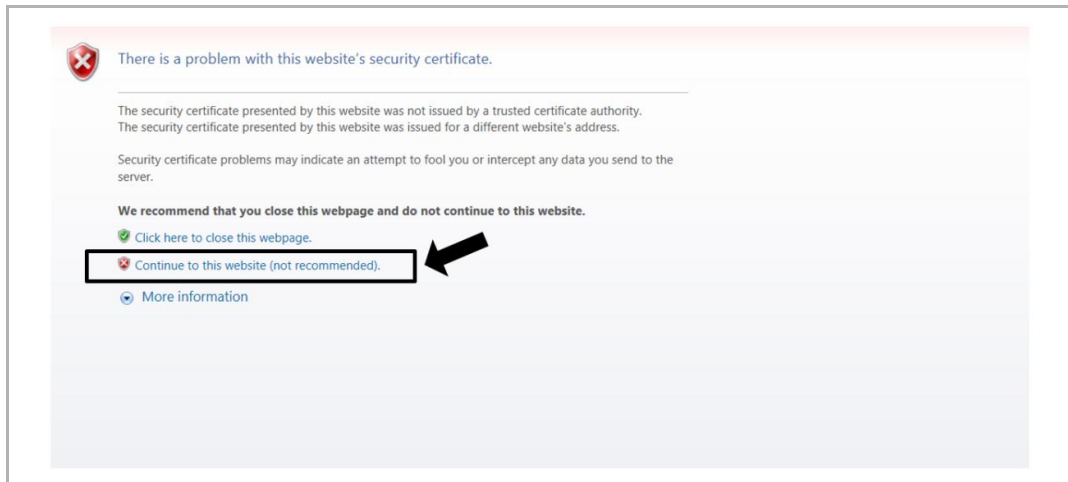 There is a problem with this website's security certificate.
The security certificate presented by this website was not issued by a trusted certificate authority.
The security certificate presented by this website was issued for a different website's address.
Security certificate problems may indicate an attempt to fool you or intercept any data you send to the
server.
We recommend that you close this webpage and do not continue to this website.
Click here to close this webpage.
Continue to this website (not recommended).
More information